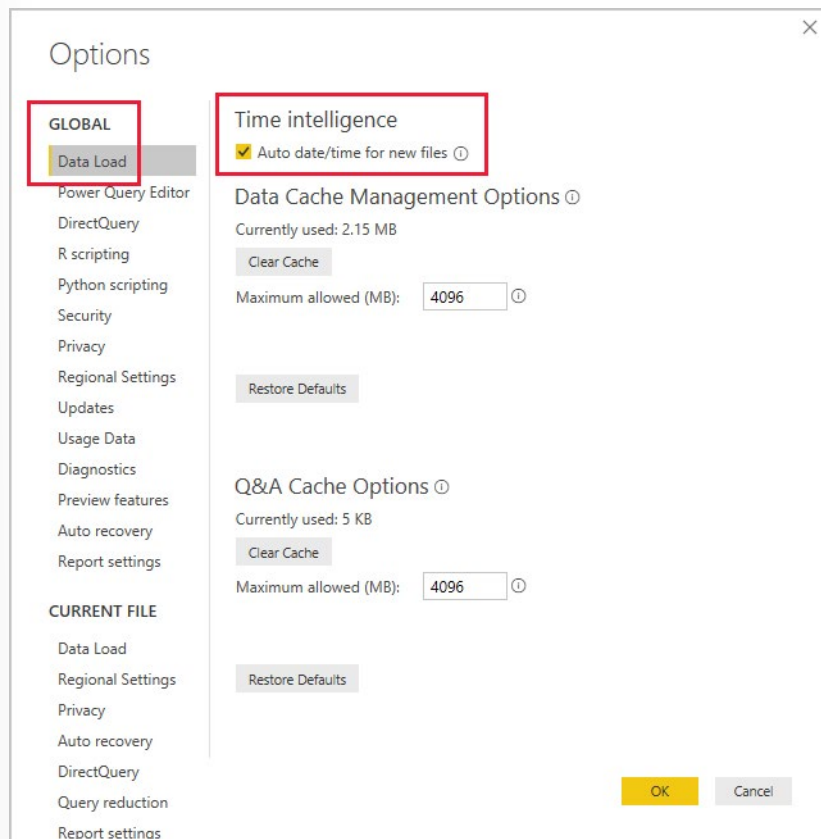 Options
GLOBAL
Data Load
Power Query Editor
DirectQuery
R scripting
Python scripting
Security
Privacy
Regional Settings
Updates
Usage Data
Diagnostics
Preview features
Auto recovery
Report settings
CURRENT FILE
Data Load
Regional Settings
Privacy
Auto recovery
DirectQuery
Query reduction
Report settings
Time intelligence
Auto date/time for new files
Data Cache Management Options
Currently used: 2.15 MB
Clear Cache
Maximum allowed (MB): 4096
Restore Defaults
Q&A Cache Options
Currently used: 5 KB
Clear Cache
Maximum allowed (MB): 4096
Restore Defaults
OK Cancel